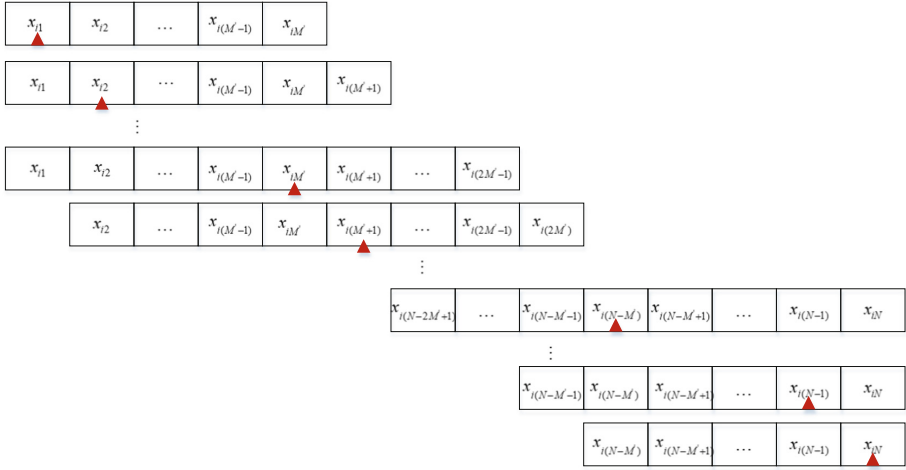 x_{i1} x_{i2} … x_{i(M'-1)} x_{iM'}
x_{i1} x_{i2} … x_{i(M'-1)} x_{iM'} x_{i(M'+1)}
⋮
x_{i1} x_{i2} … x_{i(M'-1)} x_{iM'} x_{i(M'+1)} … x_{i(2M'-1)}
x_{i2} … x_{i(M'-1)} x_{iM'} x_{i(M'+1)} … x_{i(2M'-1)} x_{i(2M')}
⋮
x_{i(N-2M'+1)} … x_{i(N-M'-1)} x_{i(N-M')} x_{i(N-M'+1)} … x_{i(N-1)} x_{iN}
⋮
x_{i(N-M'-1)} x_{i(N-M')} x_{i(N-M'+1)} … x_{i(N-1)} x_{iN}
x_{i(N-M')} x_{i(N-M'+1)} … x_{i(N-1)} x_{iN}